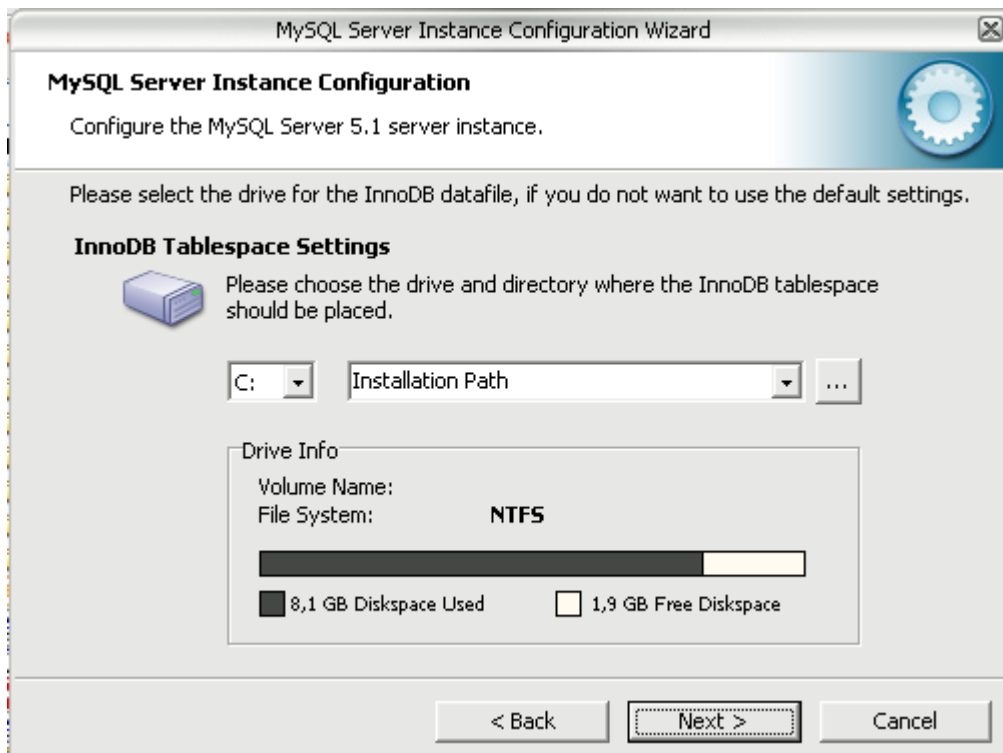 MySQL Server Instance Configuration Wizard
MySQL Server Instance Configuration
Configure the MySQL Server 5.1 server instance.
Please select the drive for the InnoDB datafile, if you do not want to use the default settings.
InnoDB Tablespace Settings
Please choose the drive and directory where the InnoDB tablespace
should be placed.
C: Installation Path ...
Drive Info
Volume Name:
File System: NTFS
8,1 GB Diskspace Used 1,9 GB Free Diskspace
< Back Next > Cancel